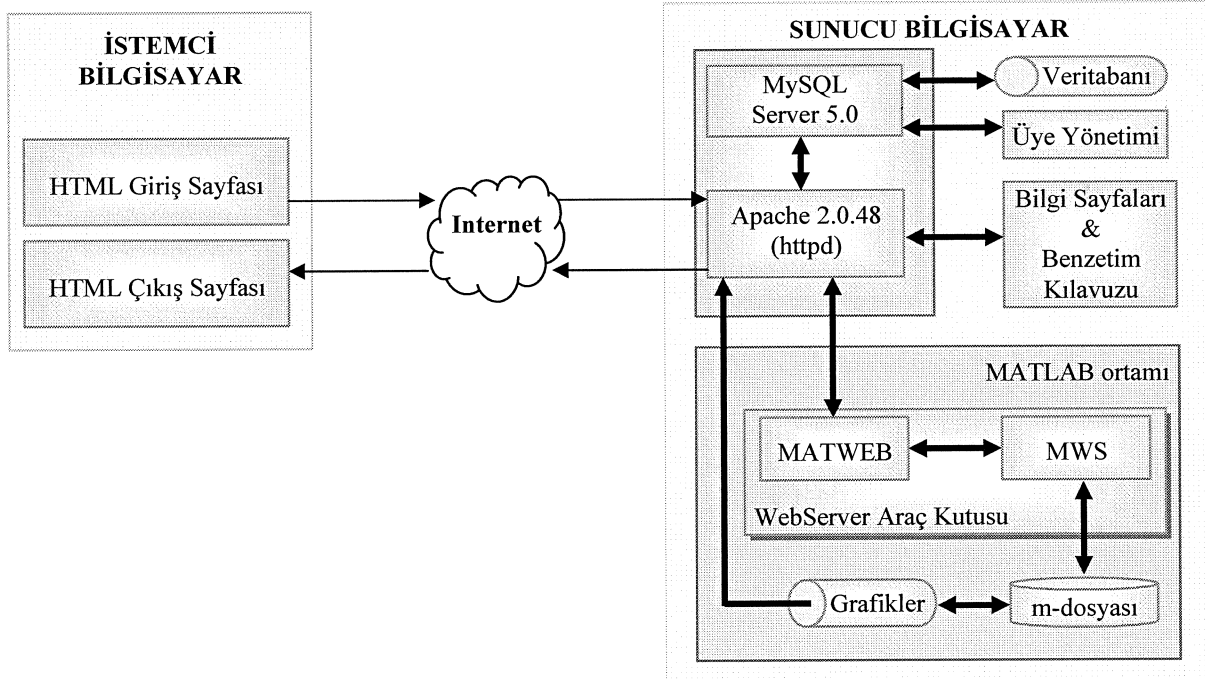 İSTEMCİ
BİLGİSAYAR
HTML Giriş Sayfası
HTML Çıkış Sayfası
Internet
SUNUCU BİLGİSAYAR
MySQL
Server 5.0
Veritabanı
Üye Yönetimi
Apache 2.0.48
(httpd)
Bilgi Sayfaları
&
Benzetim
Kılavuzu
MATLAB ortamı
MATWEB
MWS
WebServer Araç Kutusu
Grafikler
m-dosyası